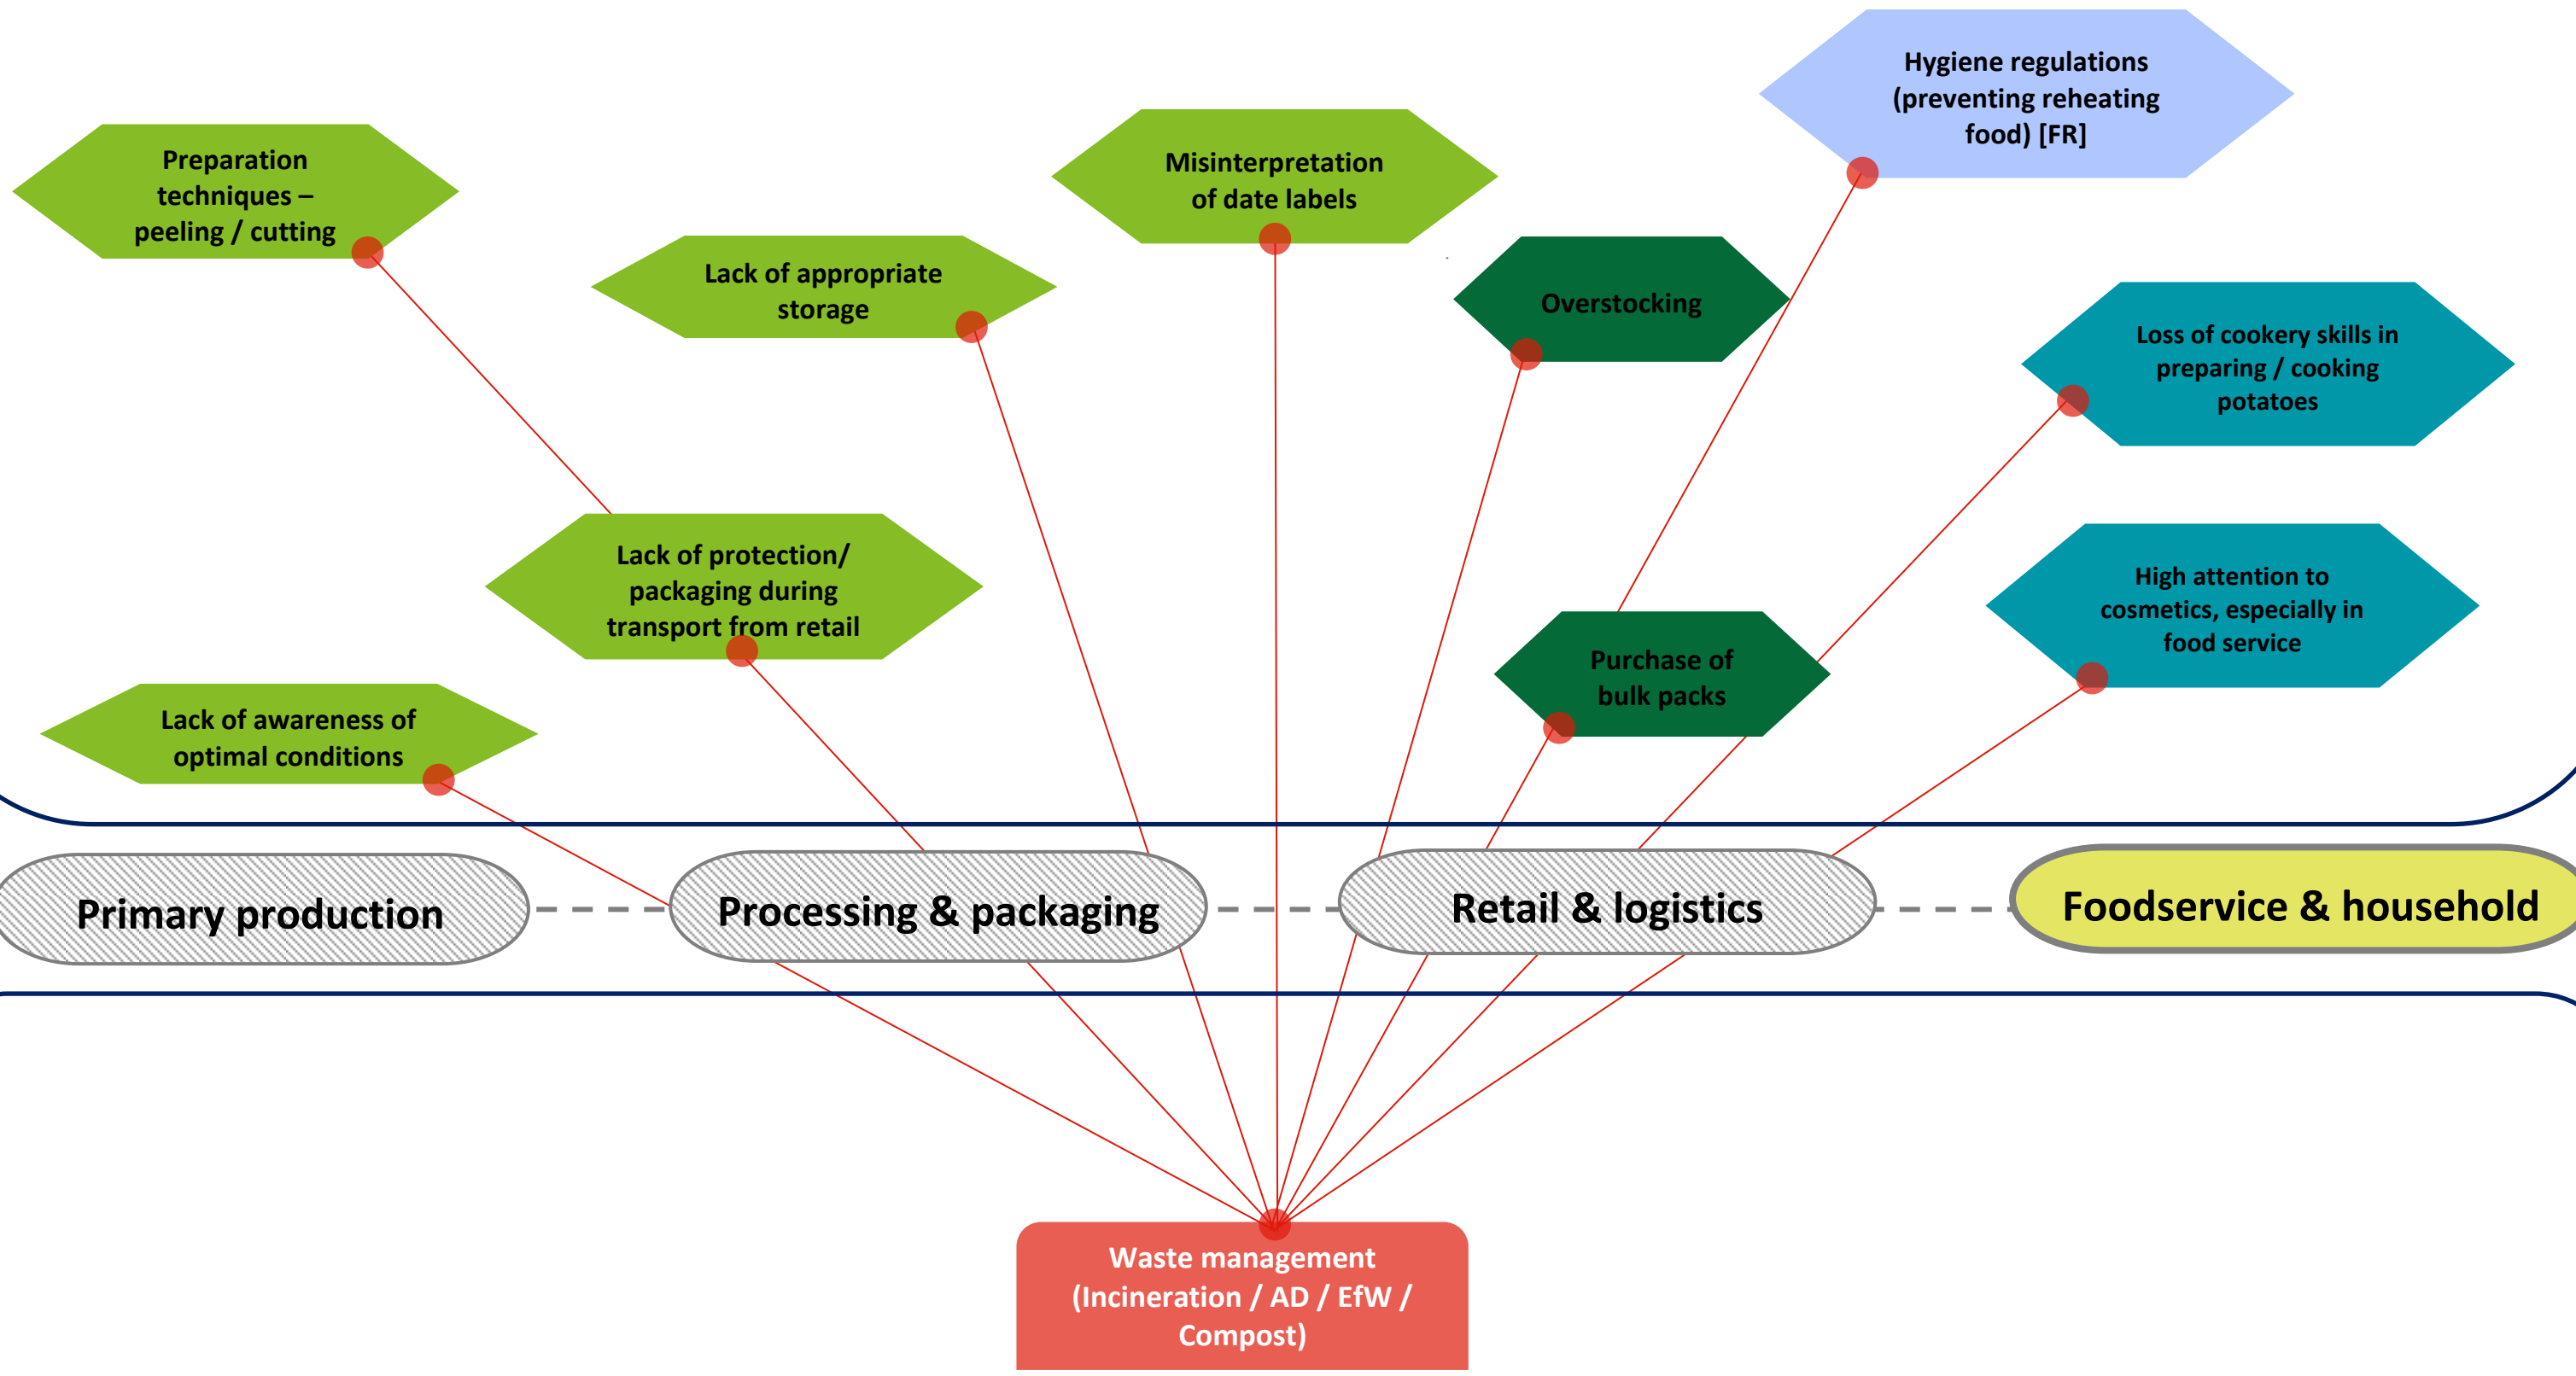 Hygiene regulations
(preventing reheating
food) [FR]
Preparation
techniques –
peeling / cutting
Misinterpretation
of date labels
Lack of appropriate
storage
Overstocking
Loss of cookery skills in
preparing / cooking
potatoes
Lack of protection/
packaging during
transport from retail
High attention to
cosmetics, especially in
food service
Purchase of
bulk packs
Lack of awareness of
optimal conditions
Primary production
Processing & packaging
Retail & logistics
Foodservice & household
Waste management
(Incineration / AD / EfW /
Compost)